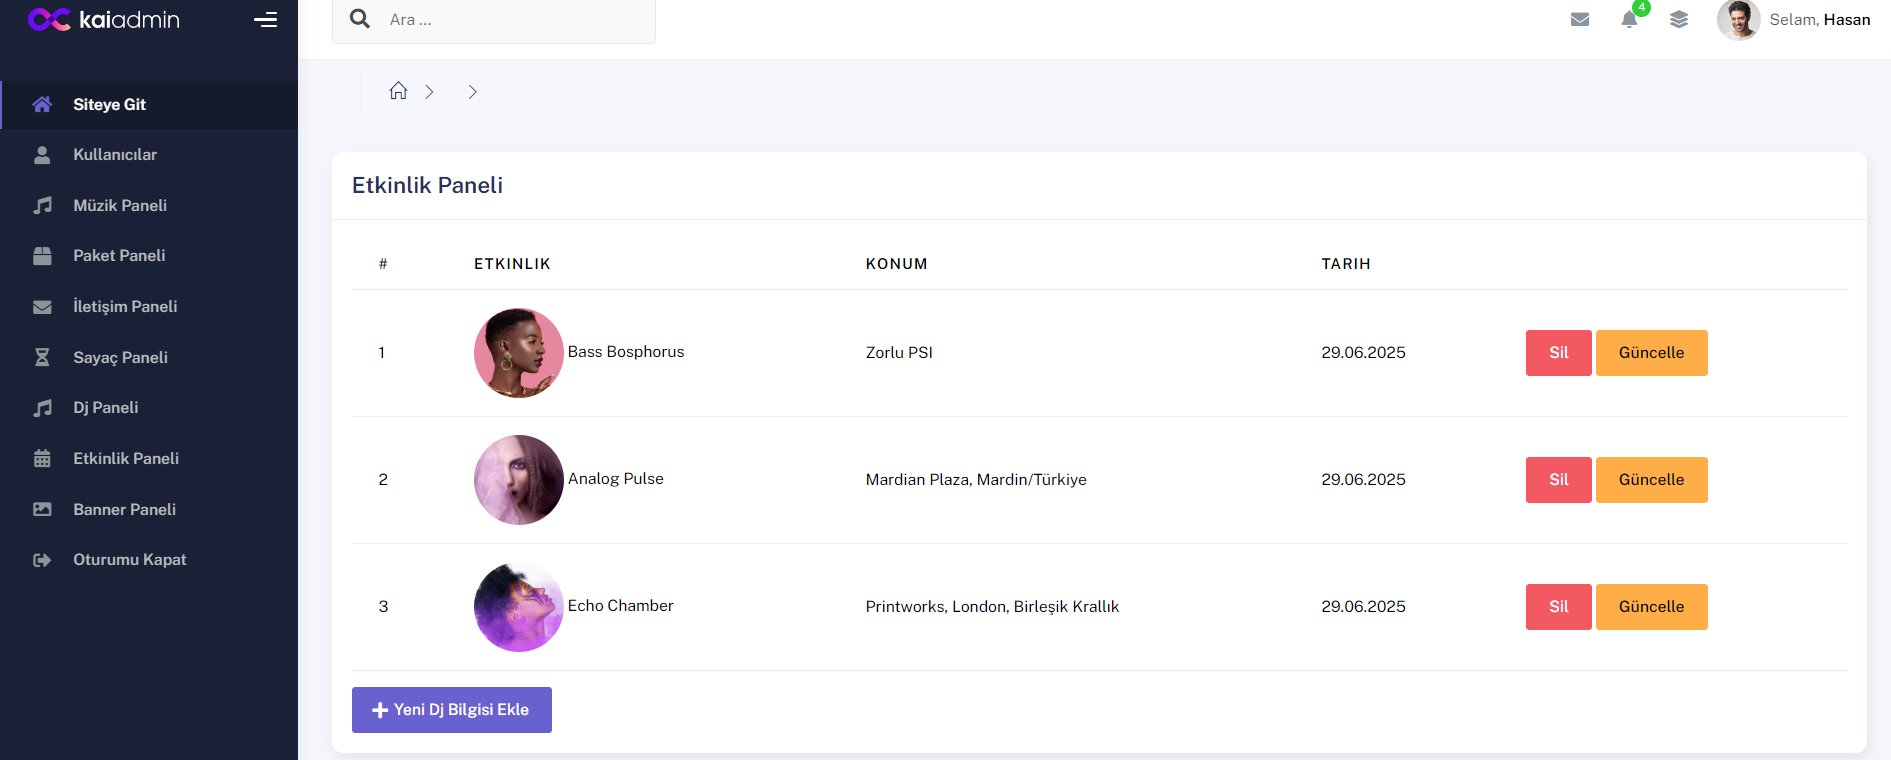 kaiadmin
Ara ...
4
Selam, Hasan
Siteye Git
Kullanıcılar
Müzik Paneli
Paket Paneli
İletişim Paneli
Sayaç Paneli
Dj Paneli
Etkinlik Paneli
Banner Paneli
Oturumu Kapat
Etkinlik Paneli
# ETKINLIK KONUM TARIH
1 Bass Bosphorus Zorlu PSI 29.06.2025 Sil Güncelle
2 Analog Pulse Mardian Plaza, Mardin/Türkiye 29.06.2025 Sil Güncelle
3 Echo Chamber Printworks, London, Birleşik Krallık 29.06.2025 Sil Güncelle
Yeni Dj Bilgisi Ekle